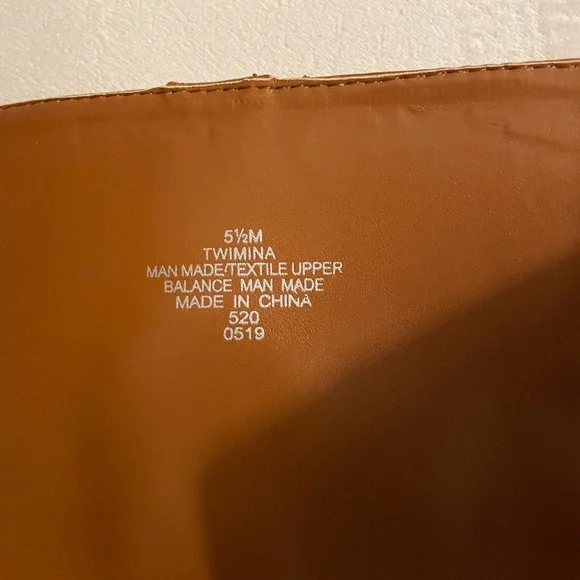 5½M
TWIMINA
MAN MADE/TEXTILE UPPER
BALANCE MAN MADE
MADE IN CHINA
520
0519